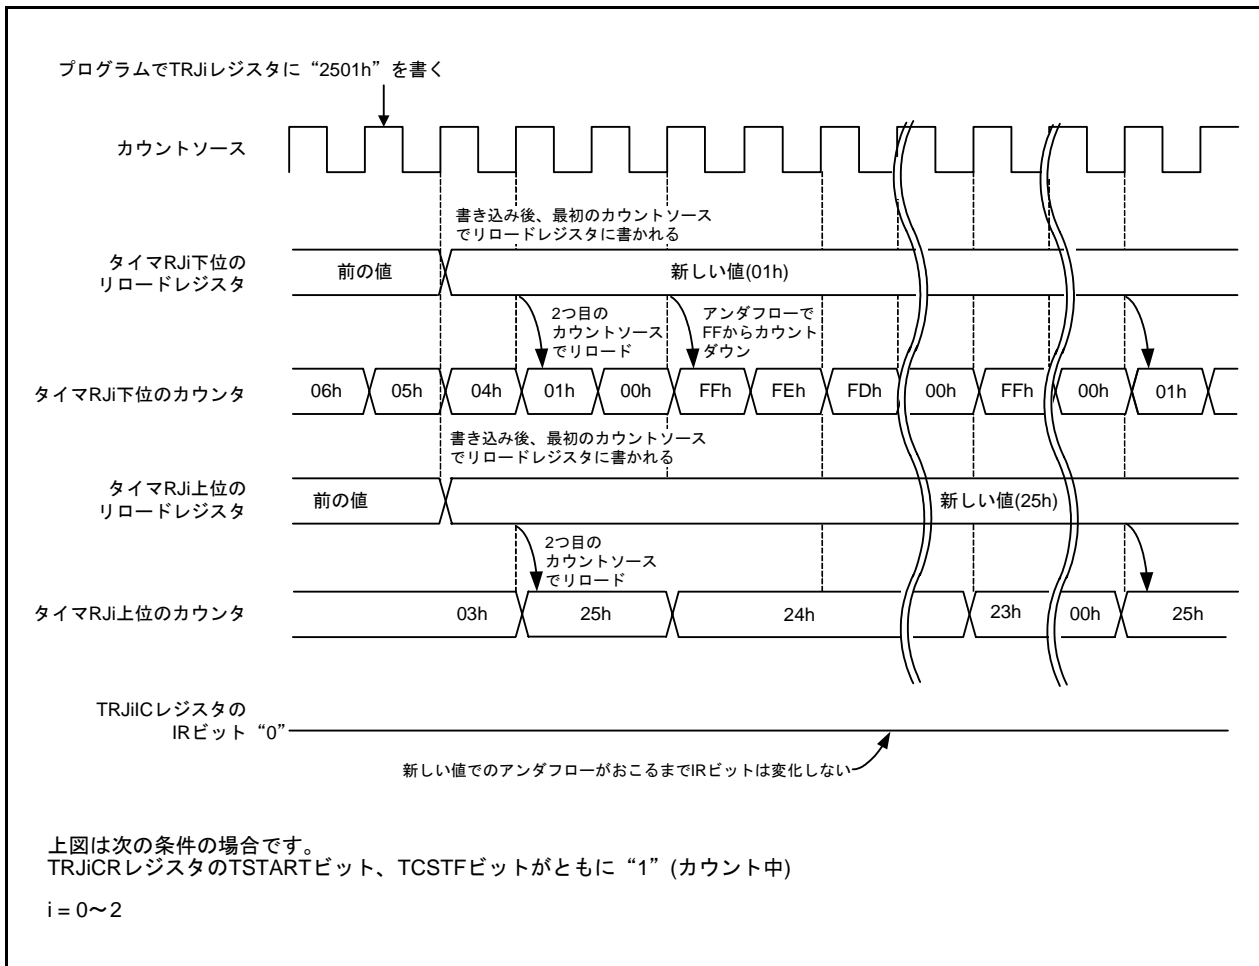 プログラムでTRJiレジスタに“2501h”を書く
カウントソース
書き込み後、最初のカウントソース
でリロードレジスタに書かれる
タイマRJi下位の
リロードレジスタ
前の値
新しい値(01h)
2つ目の
カウントソース
でリロード
アンダフローで
FFからカウント
ダウン
タイマRJi下位のカウンタ
06h
05h
04h
01h
00h
FFh
FEh
FDh
00h
FFh
00h
01h
書き込み後、最初のカウントソース
でリロードレジスタに書かれる
タイマRJi上位の
リロードレジスタ
前の値
新しい値(25h)
2つ目の
カウントソース
でリロード
タイマRJi上位のカウンタ
03h
25h
24h
23h
00h
25h
TRJiICレジスタの
IRビット “0”
新しい値でのアンダフローがおこるまでIRビットは変化しない
上図は次の条件の場合です。
TRJiCRレジスタのTSTARTビット、TCSTFビットがともに“1”(カウント中)
i = 0～2